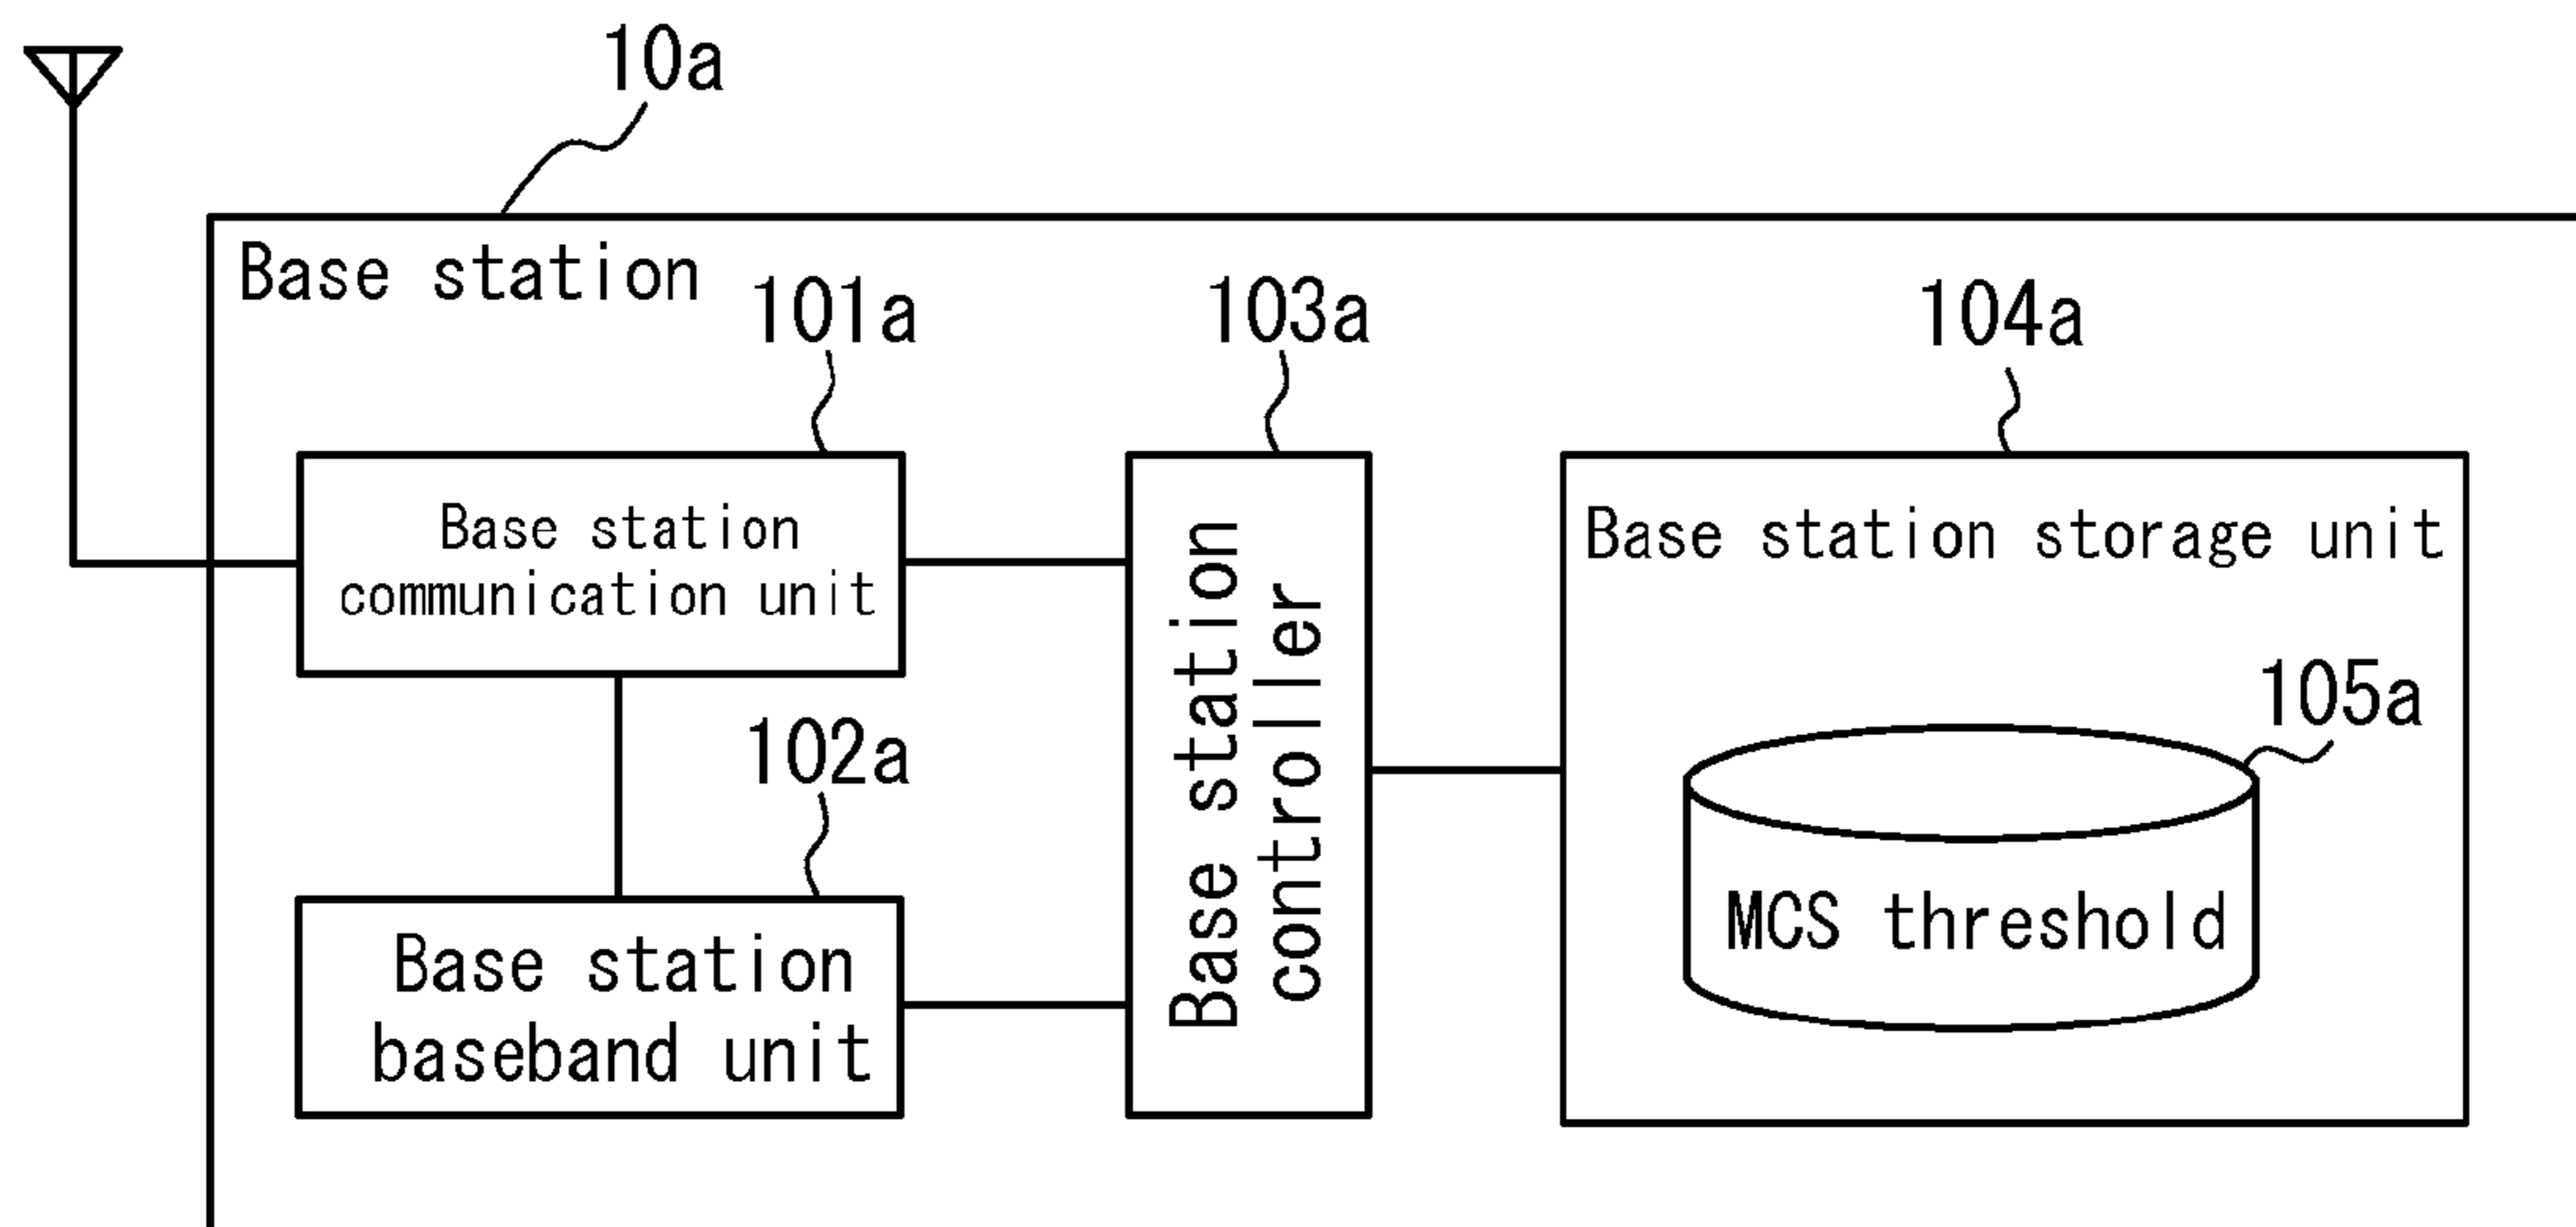 10a
Base station
101a
103a
104a
Base station
communication unit
Base station
controller
Base station storage unit
102a
105a
Base station
baseband unit
MCS threshold